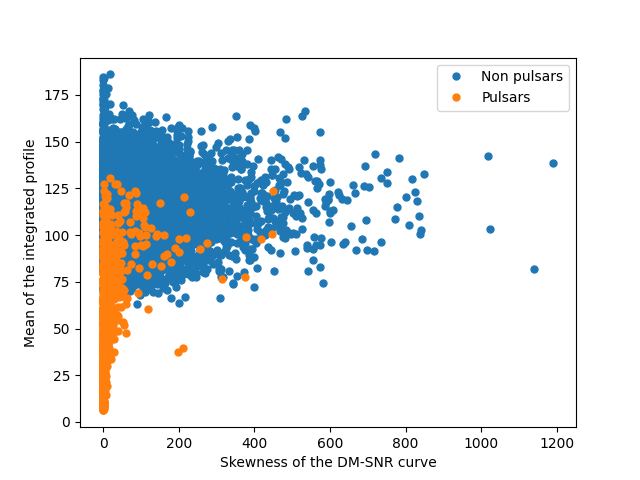 Non pulsars
Pulsars
175
150
125
100
75
50
25
0
Mean of the integrated profile
0 200 400 600 800 1000 1200
Skewness of the DM-SNR curve